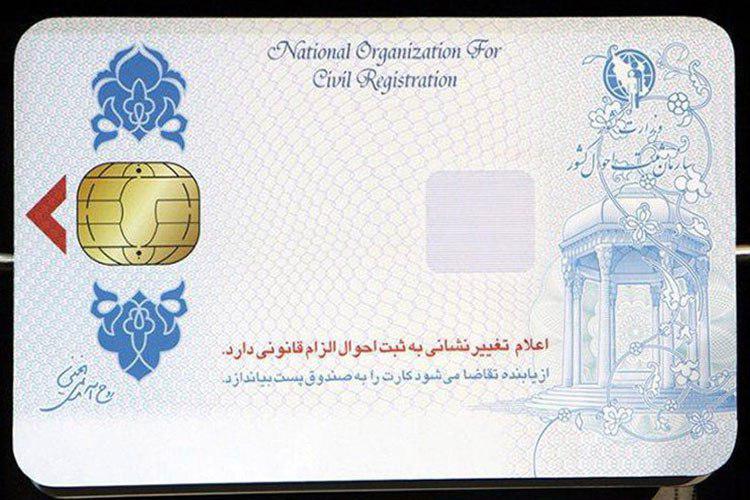 National Organization For
Civil Registration
وزارت کشور
سازمان ثبت احوال کشور
اعلام تغییر نشانی به ثبت احوال الزام قانونی دارد.
از یابنده تقاضا می‌شود کارت را به صندوق پست بیاندازد.